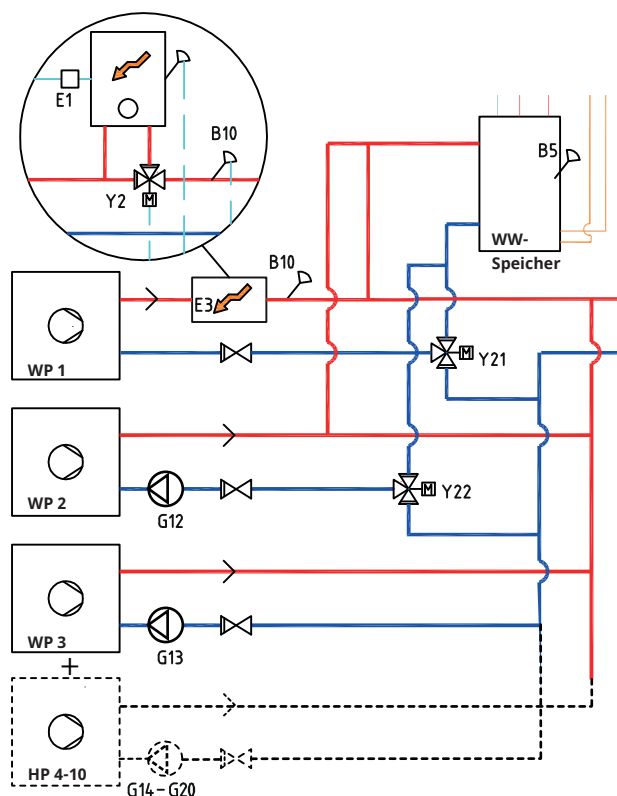 E1
B10
Y2
M
B5
WW-
Speicher
B10
E3
WP 1
M
Y21
WP 2
G12
M
Y22
WP 3
G13
+
HP 4-10
G14-G20